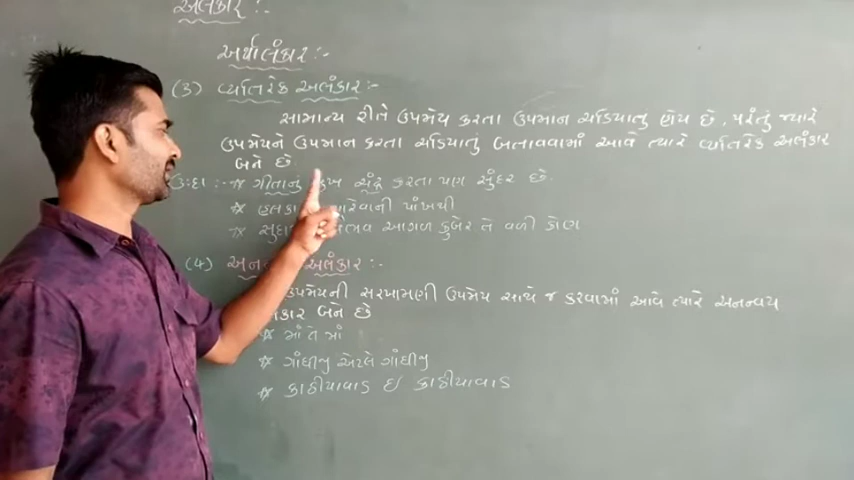 અલંકાર :-
અર્થાલંકાર :-
(3) વ્યતિરેક અલંકાર :-
સામાન્ય રીતે ઉપમેય કરતા ઉપમાન ચડિયાતું હોય છે. પરંતું જ્યારે
ઉપમેયને ઉપમાન કરતા ચડિયાતું બતાવવામાં આવે ત્યારે વ્યતિરેક અલંકાર
બને છે
ઉ:દા :- * ગીતાનું મુખ ચંદ્ર કરતા પણ સુંદર છે.
* હલકા પારેવાની પાંખથી
* વૈભવ આગળ કુબેર તે વળી કોણ
(4) અલંકાર :-
ઉપમેયની સરખામણી ઉપમેય સાથે જ કરવામાં આવે ત્યારે અનન્વય
બને છે
* માં તે માં
* ગાંધીજી એટલે ગાંધીજી
* કાઠીયાવાડ ઈ કાઠીયાવાડ